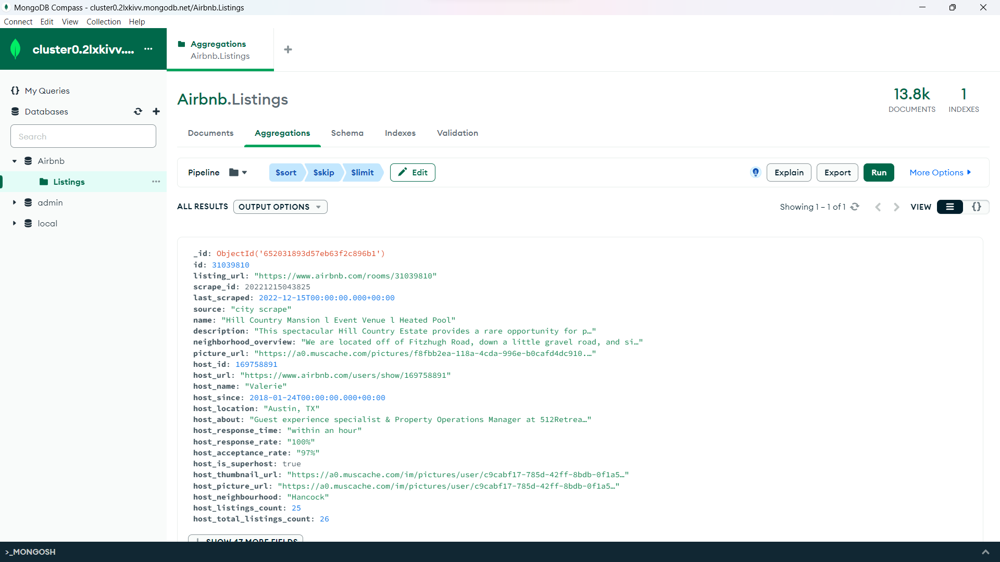 MongoDB Compass - cluster0.2lxkivv.mongodb.net/Airbnb.Listings
Connect Edit View Collection Help
cluster0.2lxkivv....
Aggregations
Airbnb.Listings
My Queries
Databases
Search
Airbnb
Listings
admin
local
Airbnb.Listings
13.8k
DOCUMENTS
1
INDEXES
Documents Aggregations Schema Indexes Validation
Pipeline $sort $skip $limit Edit Explain Export Run More Options
ALL RESULTS OUTPUT OPTIONS Showing 1 – 1 of 1 VIEW {}
_id: ObjectId('652031893d57eb63f2c896b1')
id: 31039810
listing_url: "https://www.airbnb.com/rooms/31039810"
scrape_id: 20221215043825
last_scraped: 2022-12-15T00:00:00.000+00:00
source: "city scrape"
name: "Hill Country Mansion l Event Venue l Heated Pool"
description: "This spectacular Hill Country Estate provides a rare opportunity for p…"
neighborhood_overview: "We are located off of Fitzhugh Road, down a little gravel road, and si…"
picture_url: "https://a0.muscache.com/pictures/f8fbb2ea-118a-4cda-996e-b0cafd4dc910.…"
host_id: 169758891
host_url: "https://www.airbnb.com/users/show/169758891"
host_name: "Valerie"
host_since: 2018-01-24T00:00:00.000+00:00
host_location: "Austin, TX"
host_about: "Guest experience specialist & Property Operations Manager at 512Retrea…"
host_response_time: "within an hour"
host_response_rate: "100%"
host_acceptance_rate: "97%"
host_is_superhost: true
host_thumbnail_url: "https://a0.muscache.com/im/pictures/user/c9cabf17-785d-42ff-8bdb-0f1a5…"
host_picture_url: "https://a0.muscache.com/im/pictures/user/c9cabf17-785d-42ff-8bdb-0f1a5…"
host_neighbourhood: "Hancock"
host_listings_count: 25
host_total_listings_count: 26
SHOW 47 MORE FIELDS
>_MONGOSH